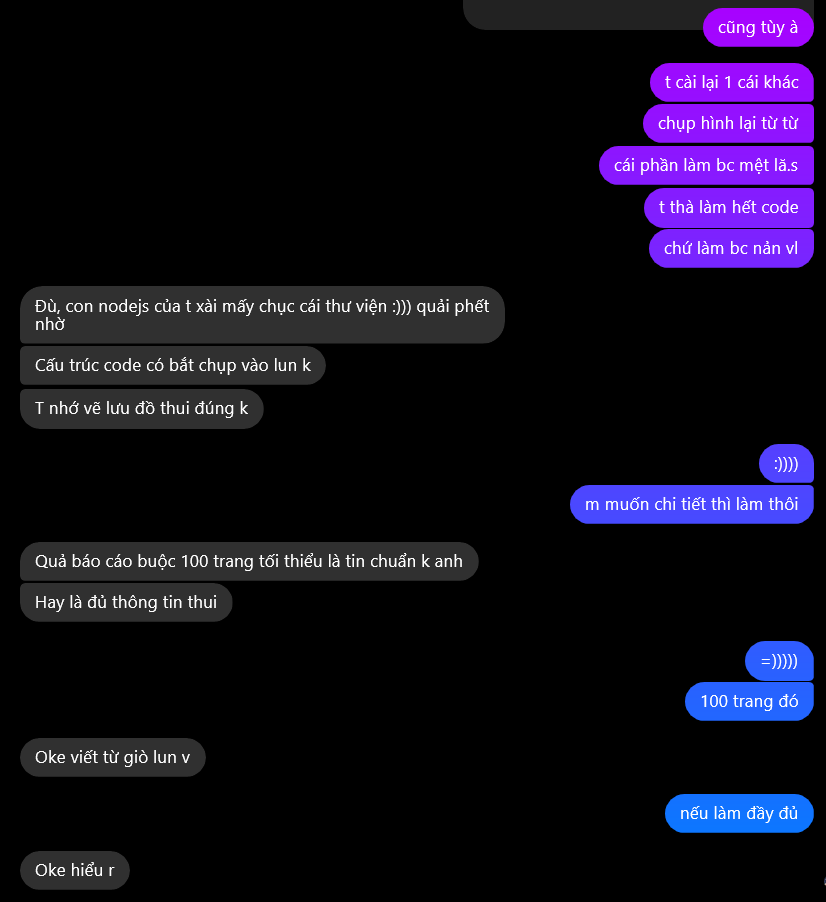 cũng tùy à
t cài lại 1 cái khác
chụp hình lại từ từ
cái phần làm bc mệt lă.s
t thà làm hết code
chứ làm bc nản vl
Đù, con nodejs của t xài mấy chục cái thư viện :))) quải phết
nhờ
Cấu trúc code có bắt chụp vào lun k
T nhớ vẽ lưu đồ thui đúng k
:))))
m muốn chi tiết thì làm thôi
Quả báo cáo buộc 100 trang tối thiểu là tin chuẩn k anh
Hay là đủ thông tin thui
=)))))
100 trang đó
Oke viết từ giò lun v
nếu làm đầy đủ
Oke hiểu r